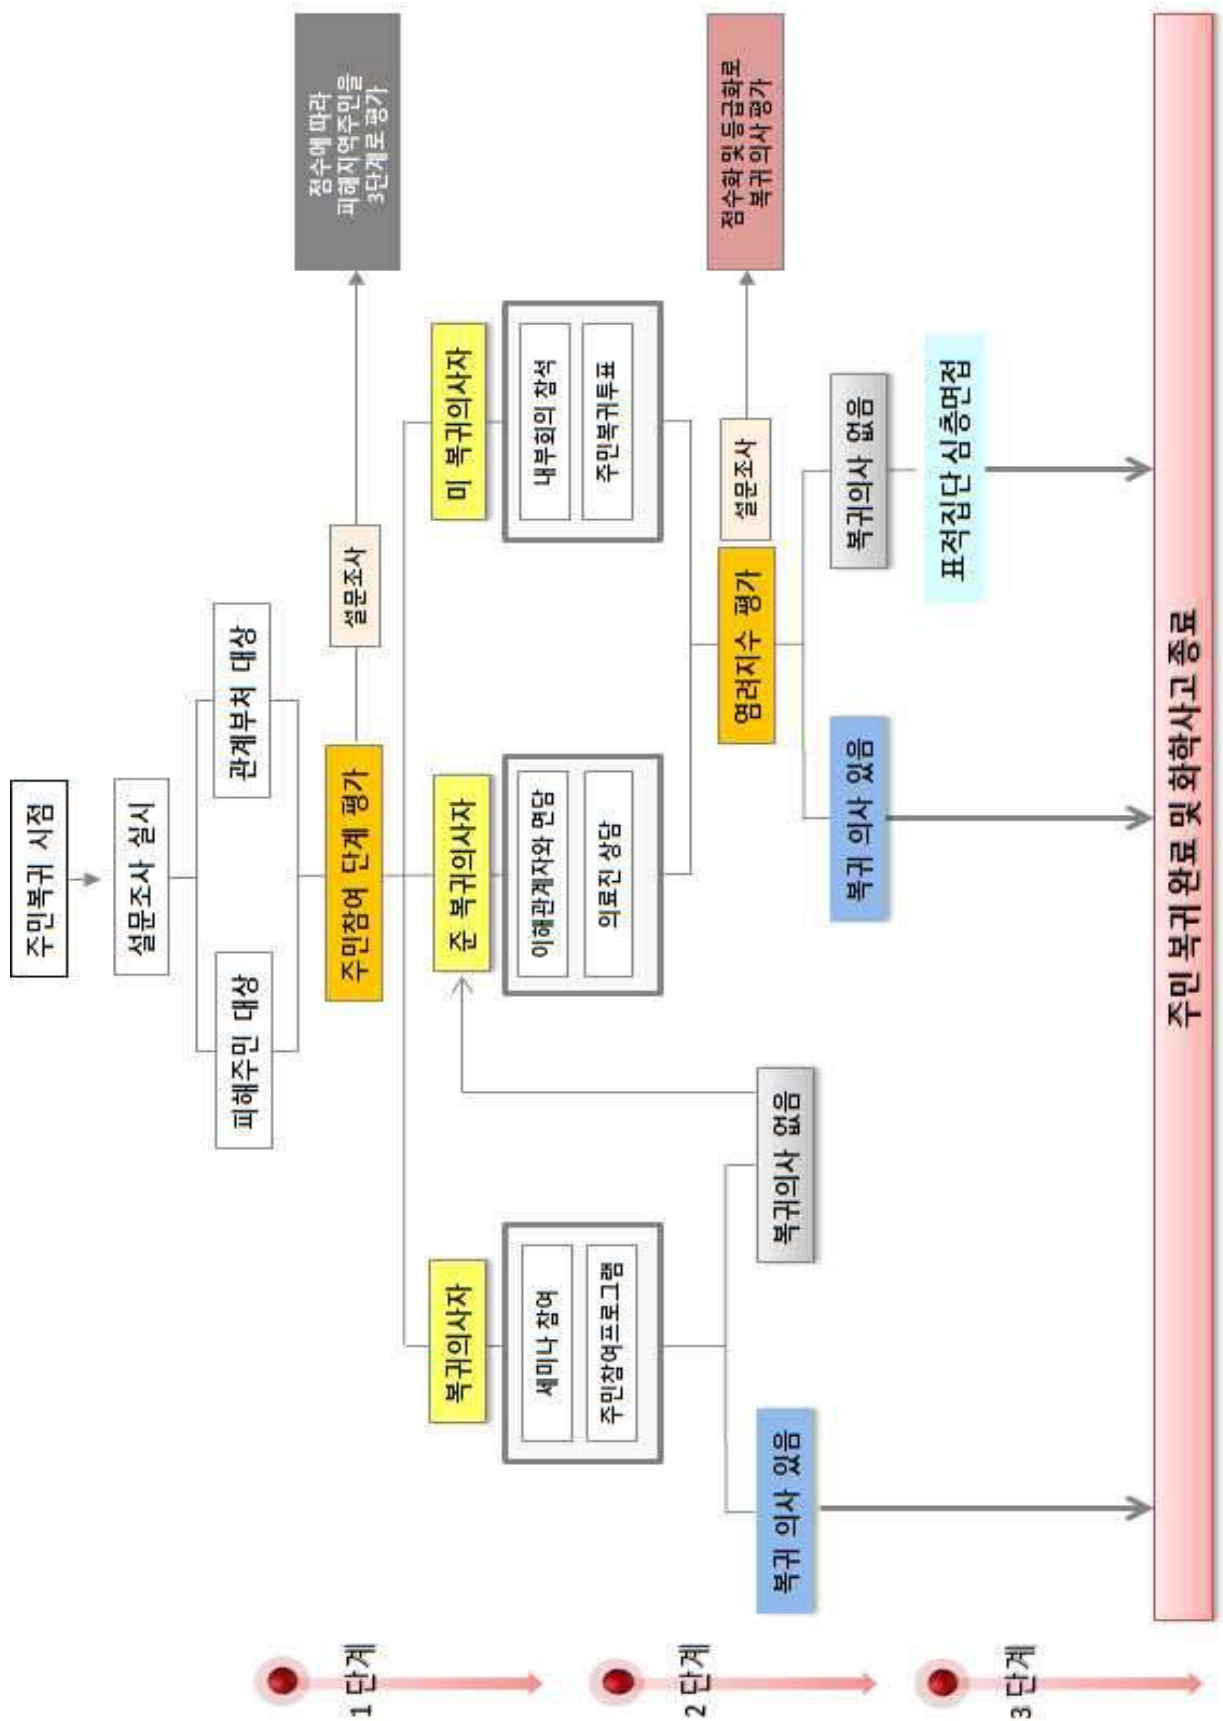 주민복귀 시점
설문조사 실시
피해주민 대상
관계부처 대상
1 단계
주민참여 단계 평가
설문조사
점수에 따라
피해지역주민을
3단계로 평가
복귀의사자
준 복귀의사자
미 복귀의사자
세미나 참여
주민참여프로그램
이해관계자와 면담
의료진 상담
내부회의 참석
주민복귀투표
2 단계
염려지수 평가
설문조사
점수화 및 등급화로
복귀 의사 평가
복귀 의사 있음
복귀의사 없음
복귀 의사 있음
복귀의사 없음
표적집단 심층면접
3 단계
주민 복귀 완료 및 화학사고 종료